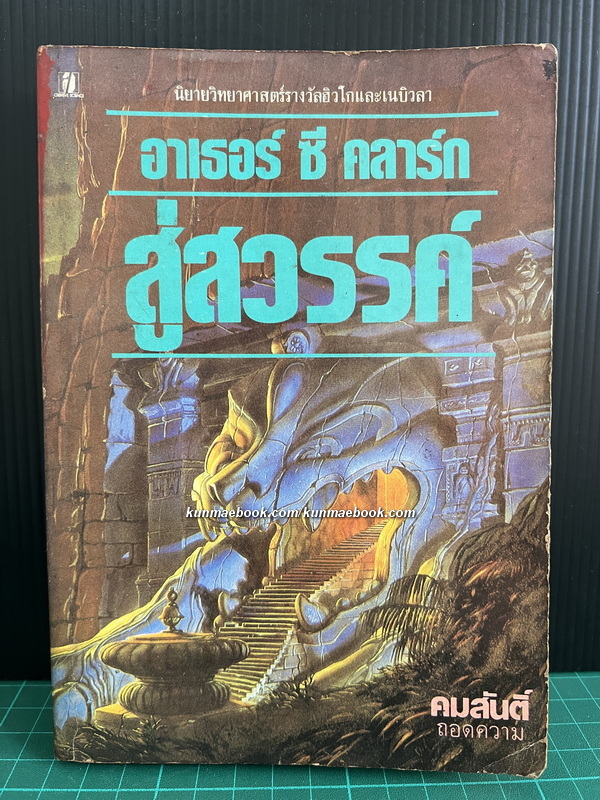 นิยายวิทยาศาสตร์รางวัลฮิวโกและเนบิวลา
อาเธอร์ ซี คลาร์ก
สู่สวรรค์
kunmaebook.com/kunmaebook.com/
คมสันติ์
ถอดความ